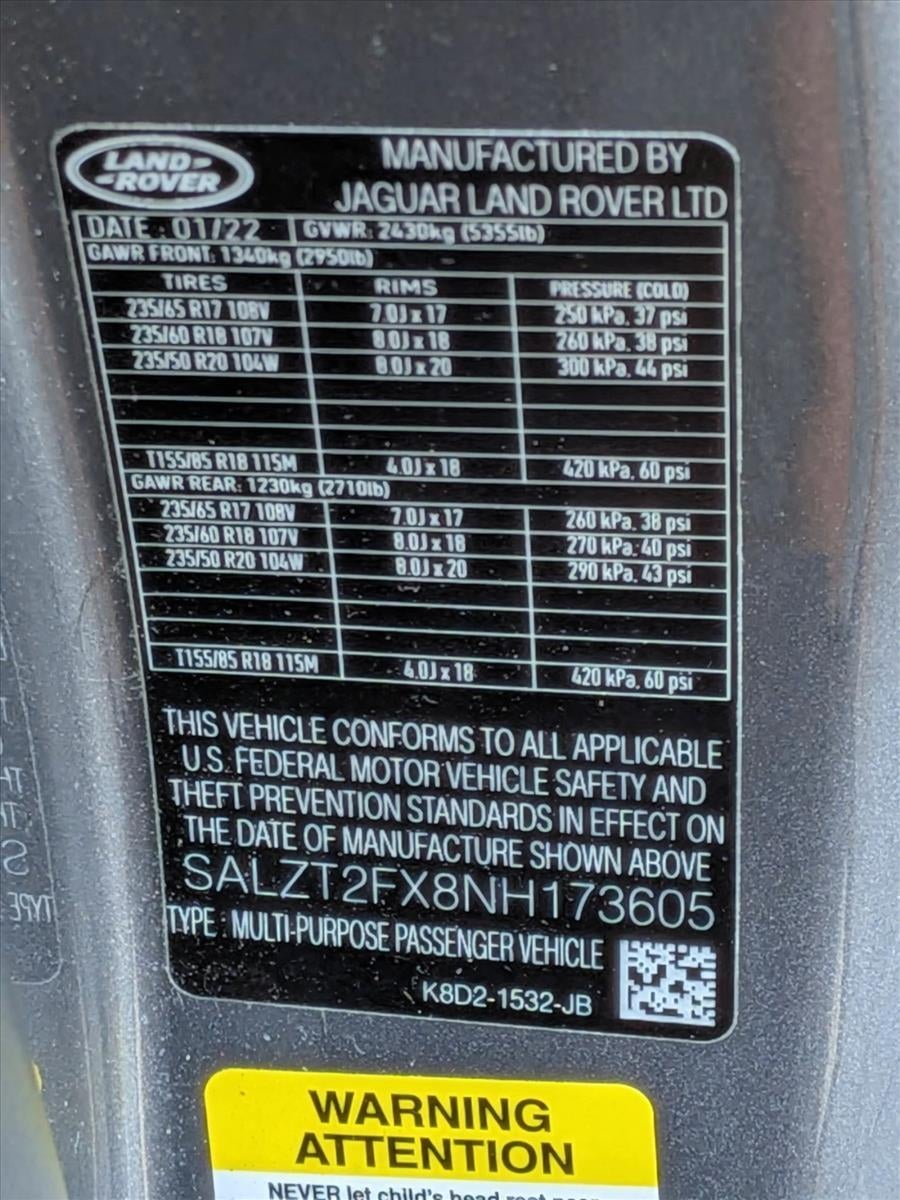 LAND-
-ROVER
MANUFACTURED BY
JAGUAR LAND ROVER LTD
DATE : 01/22 GVWR: 2430kg (5355lb)
GAWR FRONT: 1340kg (2950lb)
TIRES RIMS PRESSURE (COLD)
235/65 R17 108V 7.0J x 17 250 kPa, 37 psi
235/60 R18 107V 8.0J x 18 260 kPa, 38 psi
235/50 R20 104W 8.0J x 20 300 kPa, 44 psi
T155/85 R18 115M 4.0J x 18 420 kPa, 60 psi
GAWR REAR: 1230kg (2710lb)
235/65 R17 108V 7.0J x 17 260 kPa, 38 psi
235/60 R18 107V 8.0J x 18 270 kPa, 40 psi
235/50 R20 104W 8.0J x 20 290 kPa, 43 psi
T155/85 R18 115M 4.0J x 18 420 kPa, 60 psi
THIS VEHICLE CONFORMS TO ALL APPLICABLE
U.S. FEDERAL MOTOR VEHICLE SAFETY AND
THEFT PREVENTION STANDARDS IN EFFECT ON
THE DATE OF MANUFACTURE SHOWN ABOVE
SALZT2FX8NH173605
TYPE : MULTI-PURPOSE PASSENGER VEHICLE
K8D2-1532-JB
WARNING
ATTENTION
NEVER let child's head rest near